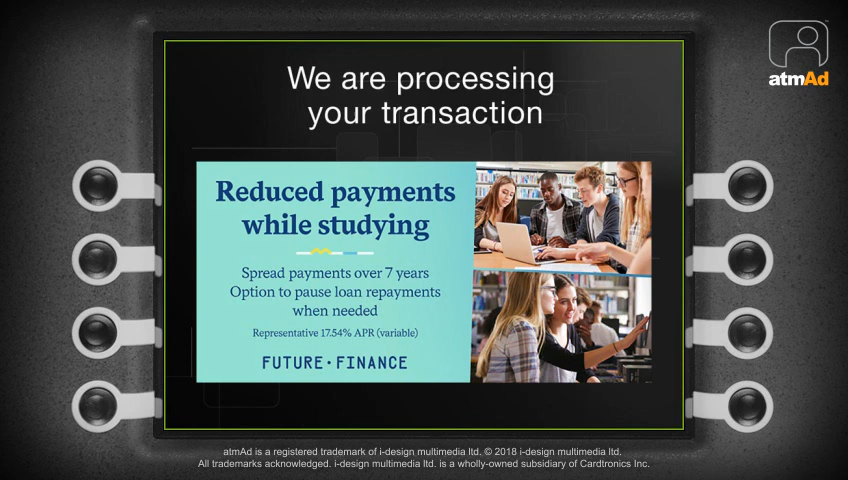 We are processing
your transaction
atmAd
Reduced payments
while studying
Spread payments over 7 years
Option to pause loan repayments
when needed
Representative 17.54% APR (variable)
FUTURE·FINANCE
atmAd is a registered trademark of i-design multimedia ltd. © 2018 i-design multimedia ltd.
All trademarks acknowledged. i-design multimedia ltd. is a wholly-owned subsidiary of Cardtronics Inc.